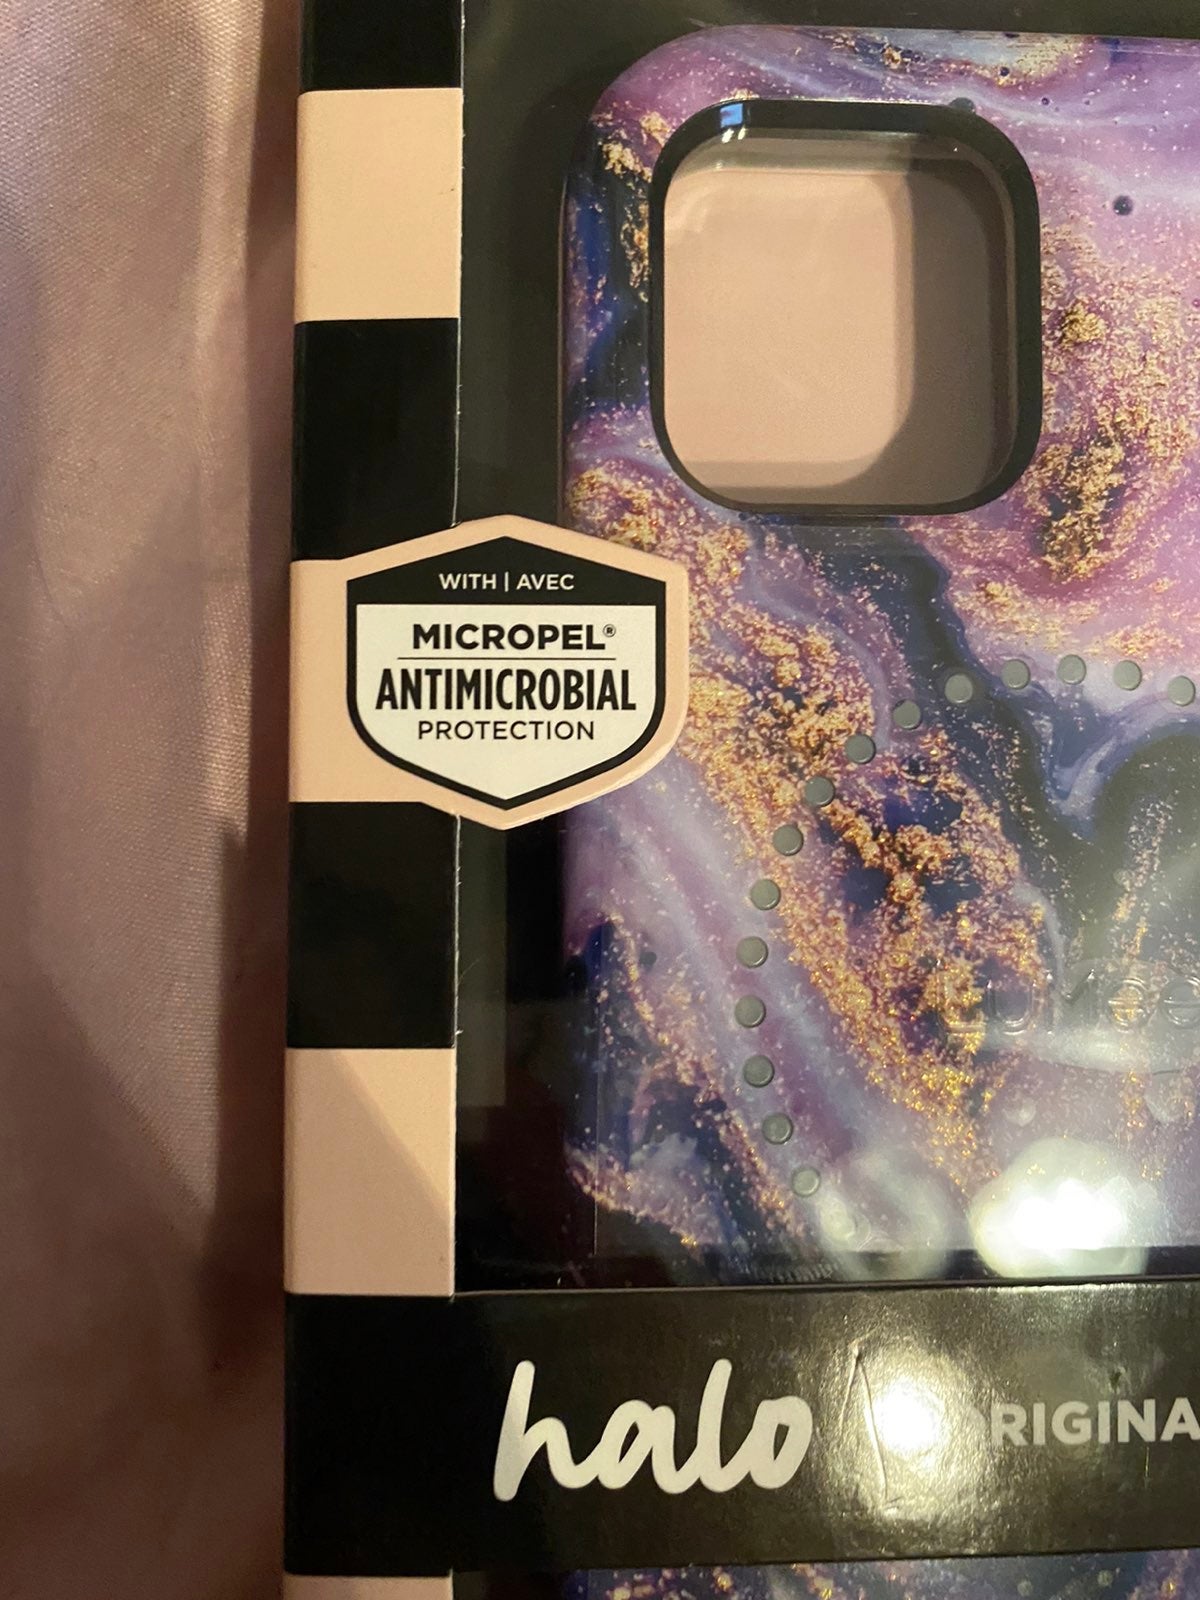 WITH | AVEC
MICROPEL®
ANTIMICROBIAL
PROTECTION
halo